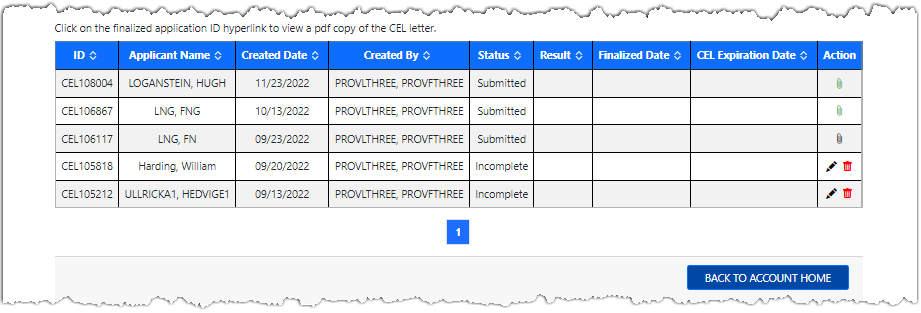 Click on the finalized application ID hyperlink to view a pdf copy of the CEL letter.
ID Applicant Name Created Date Created By Status Result Finalized Date CEL Expiration Date Action
CEL108004 LOGANSTEIN, HUGH 11/23/2022 PROVLTHREE, PROVFTHREE Submitted
CEL106867 LNG, FNG 10/13/2022 PROVLTHREE, PROVFTHREE Submitted
CEL106117 LNG, FN 09/23/2022 PROVLTHREE, PROVFTHREE Submitted
CEL105818 Harding, William 09/20/2022 PROVLTHREE, PROVFTHREE Incomplete
CEL105212 ULLRICKA1, HEDVIGE1 09/13/2022 PROVLTHREE, PROVFTHREE Incomplete
1
BACK TO ACCOUNT HOME